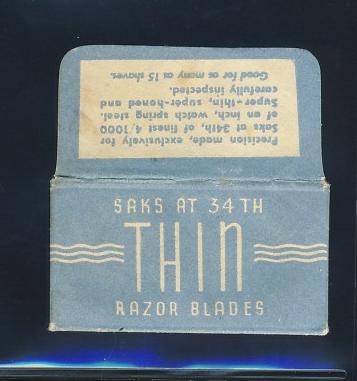 Good for as many as 15 shaves.
carefully inspected.
Super-thin, super-honed and
of an inch, watch spring steel.
Saks at 34th, of finest 4/1000
Precision made, exclusively for
SAKS AT 34TH
THIN
RAZOR BLADES